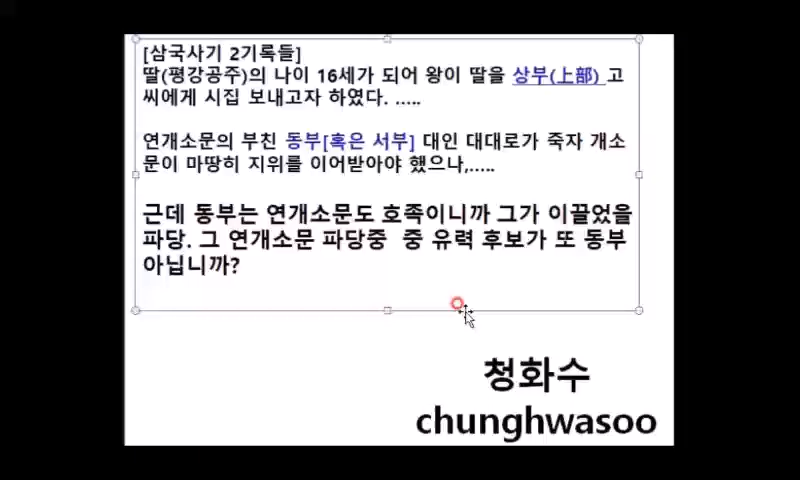 [삼국사기 2기록들]
딸(평강공주)의 나이 16세가 되어 왕이 딸을 상부(上部) 고
씨에게 시집 보내고자 하였다. .....
연개소문의 부친 동부[혹은 서부] 대인 대대로가 죽자 개소
문이 마땅히 지위를 이어받아야 했으나,.....
근데 동부는 연개소문도 호족이니까 그가 이끌었을
파당. 그 연개소문 파당중 중 유력 후보가 또 동부
아닙니까?
청화수
chunghwasoo